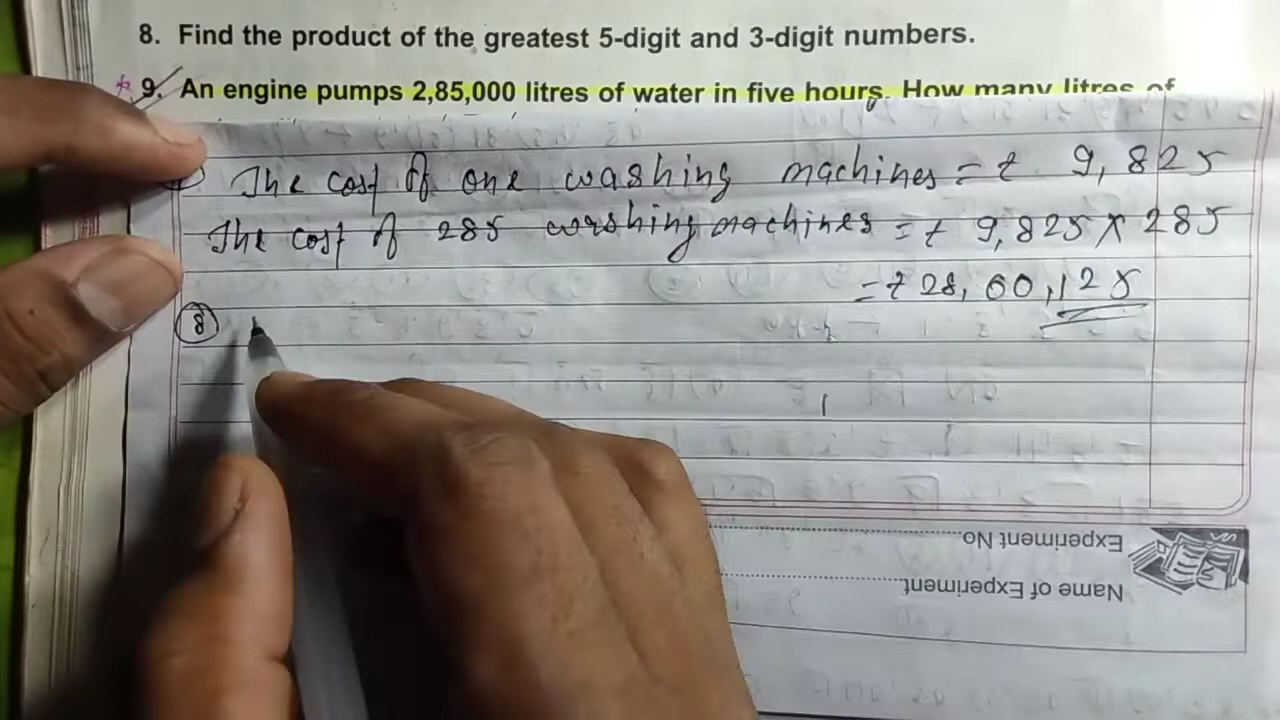 8. Find the product of the greatest 5-digit and 3-digit numbers.
9. An engine pumps 2,85,000 litres of water in five hours. How many litres of
The cost of one washing machines = ₹ 9,825
The cost of 285 washing machines = ₹ 9,825 × 285
= ₹ 28,60,125
8
Experiment No
Name of Experiment